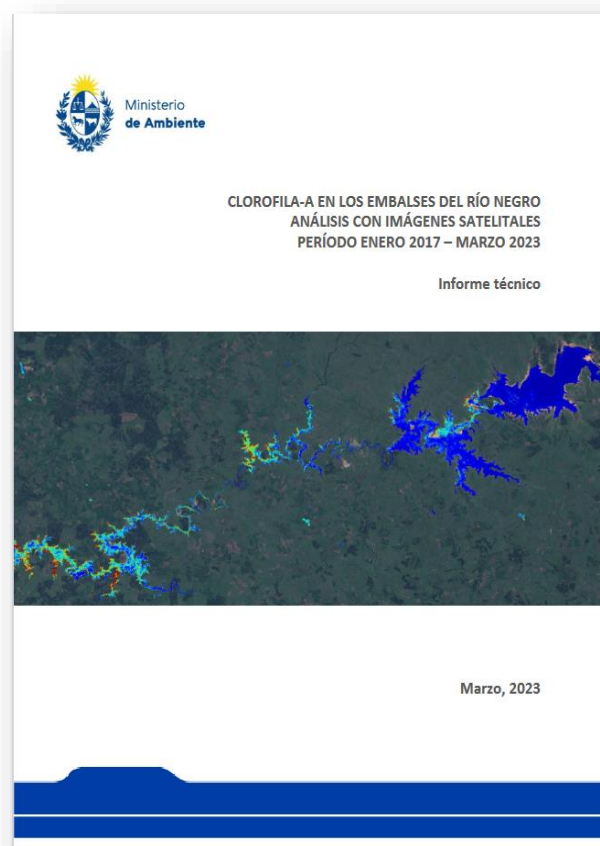 Ministerio
de Ambiente
CLOROFILA-A EN LOS EMBALSES DEL RÍO NEGRO
ANÁLISIS CON IMÁGENES SATELITALES
PERÍODO ENERO 2017 – MARZO 2023
Informe técnico
Marzo, 2023